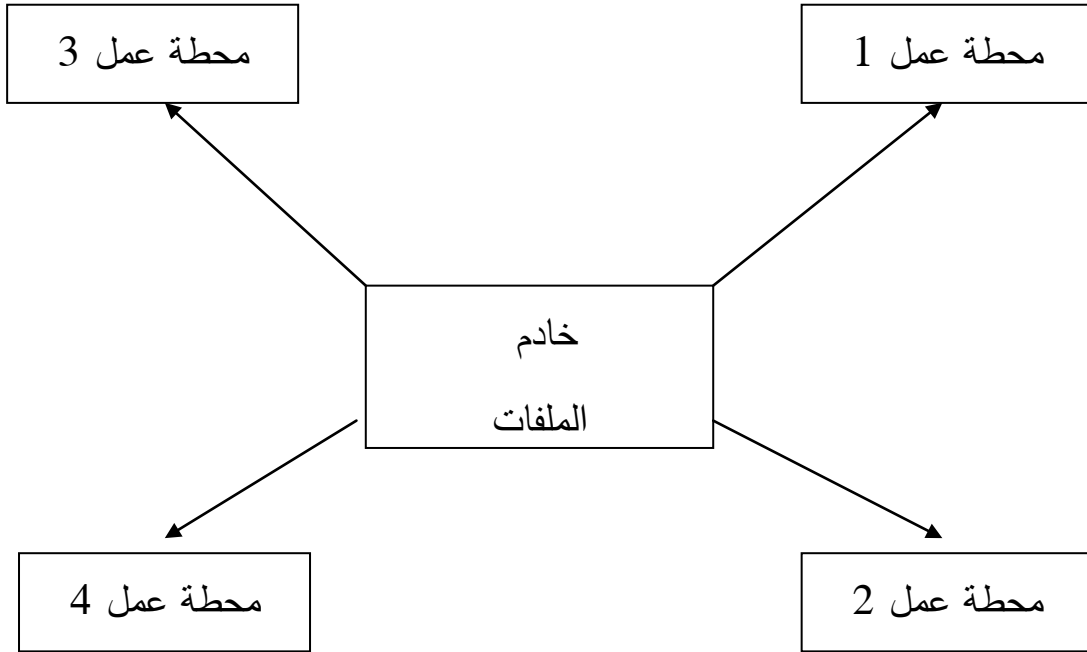 محطة عمل 1
محطة عمل 3
خادم
الملفات
محطة عمل 2
محطة عمل 4